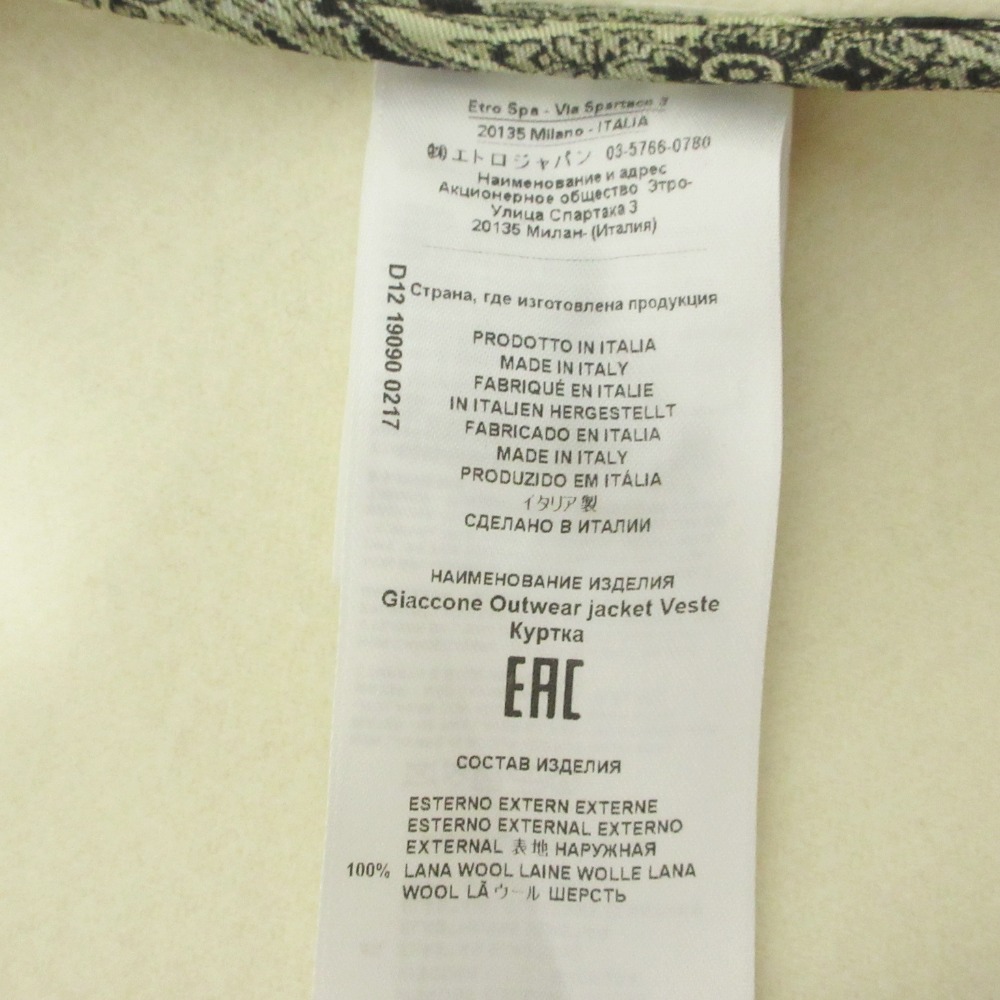 Etro Spa - Via Spartaco 3
20135 Milano - ITALIA
㈱エトロジャパン 03-5766-0780
Наименование и адрес
Акционерное общество Этро-
Улица Спартака 3
20135 Милан- (Италия)
D12 19090 0217
Страна, где изготовлена продукция
PRODOTTO IN ITALIA
MADE IN ITALY
FABRIQUÉ EN ITALIE
IN ITALIEN HERGESTELLT
FABRICADO EN ITALIA
MADE IN ITALY
PRODUZIDO EM ITÁLIA
イタリア製
СДЕЛАНО В ИТАЛИИ
НАИМЕНОВАНИЕ ИЗДЕЛИЯ
Giaccone Outwear jacket Veste
Куртка
EAC
СОСТАВ ИЗДЕЛИЯ
ESTERNO EXTERN EXTERNE
ESTERNO EXTERNAL EXTERNO
EXTERNAL 表地 НАРУЖНАЯ
100% LANA WOOL LAINE WOLLE LANA
WOOL LÃ ウール ШЕРСТЬ